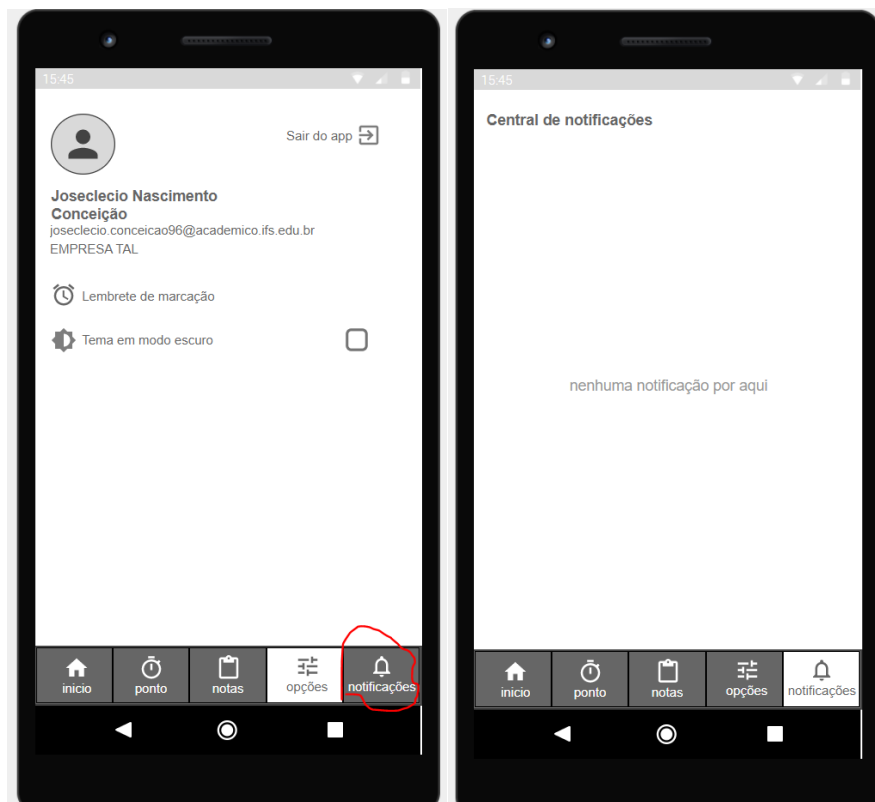 15:45
Sair do app
Joseclecio Nascimento
Conceição
joseclecio.conceicao96@academico.ifs.edu.br
EMPRESA TAL
Lembrete de marcação
Tema em modo escuro
inicio
ponto
notas
opções
notificações
15:45
Central de notificações
nenhuma notificação por aqui
inicio
ponto
notas
opções
notificações